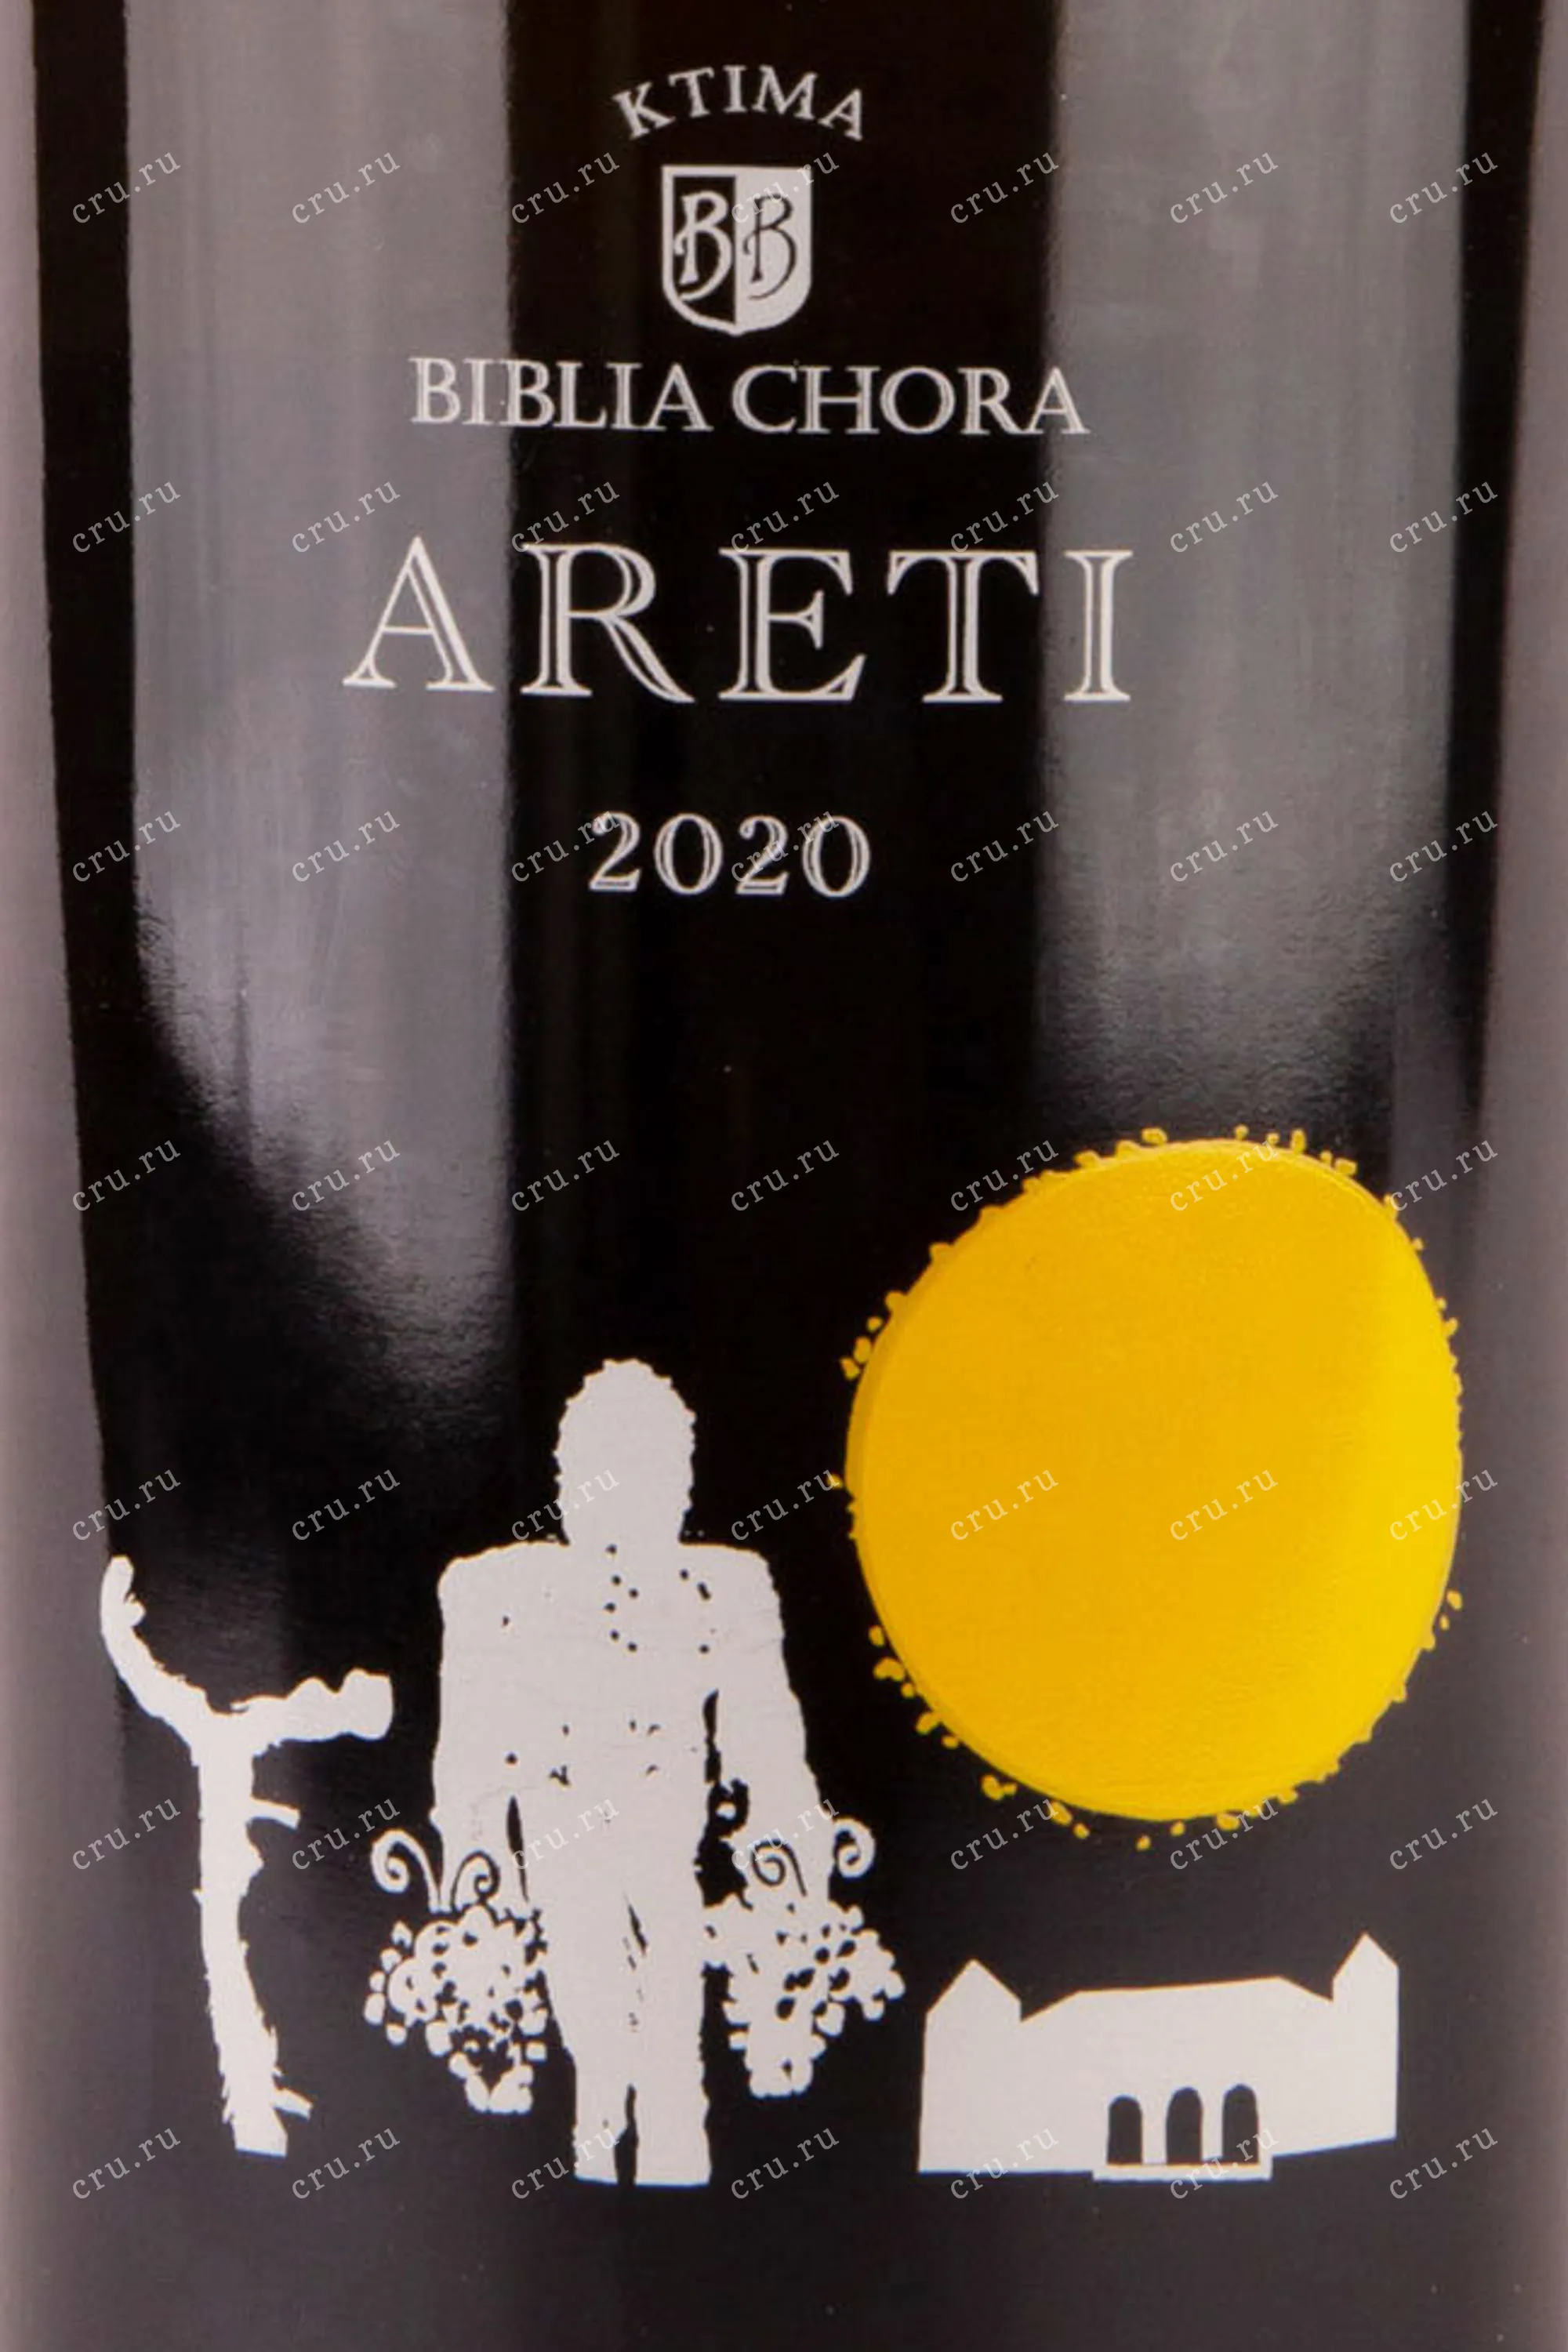 KTIMA
BB
BIBLIA CHORA
ARETI
2020
cru.ru